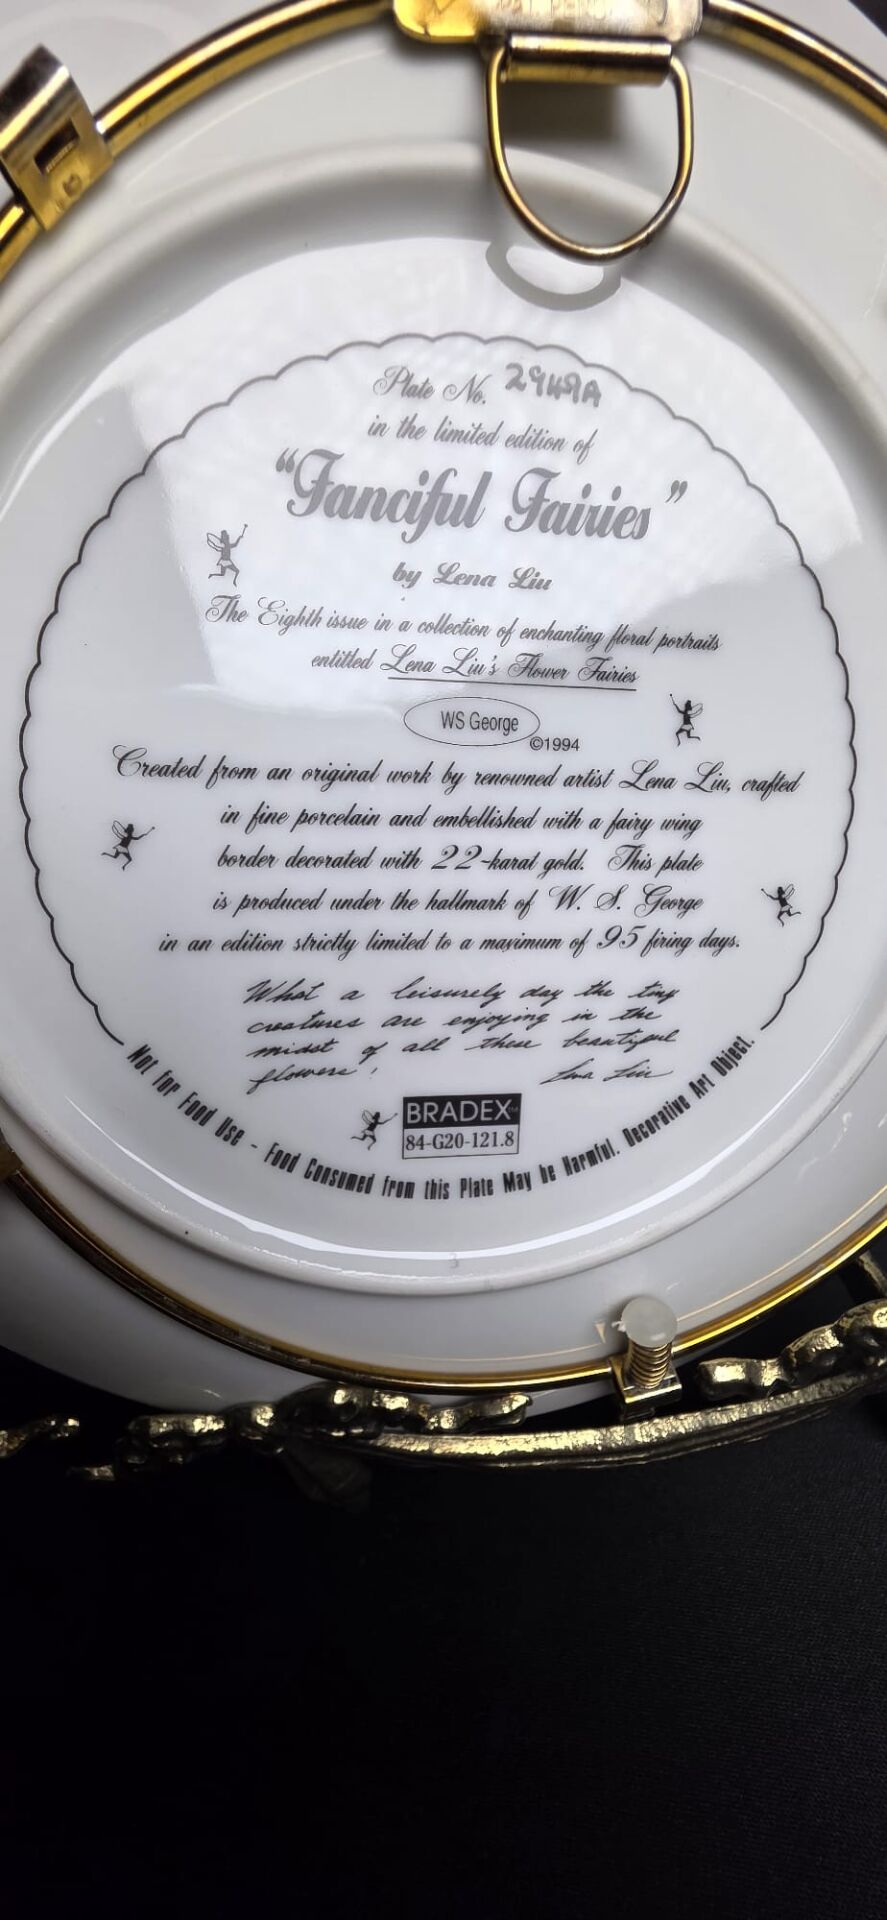 Plate No. 2949A
in the limited edition of
"Fanciful Fairies"
by Lena Liu
The Eighth issue in a collection of enchanting floral portraits
entitled Lena Liu's Flower Fairies
WS George
©1994
Created from an original work by renowned artist Lena Liu, crafted
in fine porcelain and embellished with a fairy wing
border decorated with 22-karat gold. This plate
is produced under the hallmark of W. S. George
in an edition strictly limited to a maximum of 95 firing days.
What a leisurely day the tiny
creatures are enjoying in the
midst of all these beautiful
flowers!
Lena Liu
BRADEX™
84-G20-121.8
Not for Food Use - Food Consumed from this Plate May be Harmful. Decorative Art Object.
3